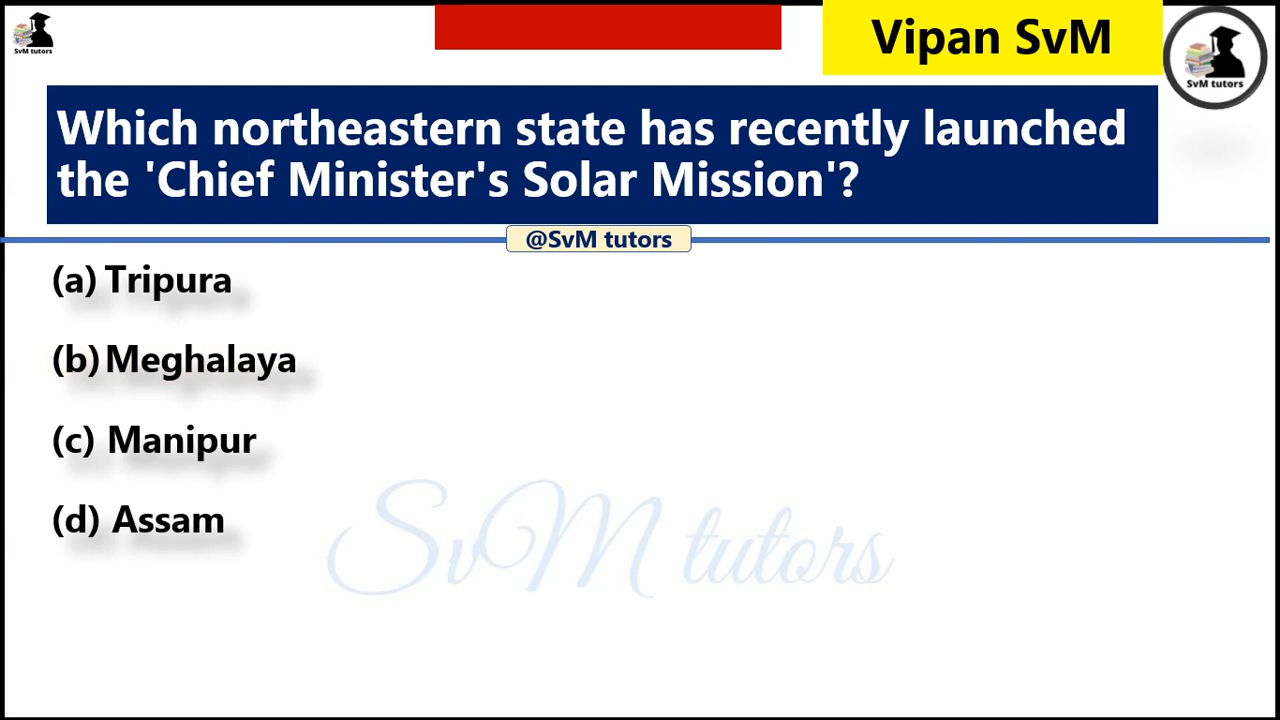 SvM tutors
Vipan SvM
SvM tutors
Which northeastern state has recently launched
the 'Chief Minister's Solar Mission'?
@SvM tutors
(a) Tripura
(b) Meghalaya
(c) Manipur
(d) Assam
SvM tutors